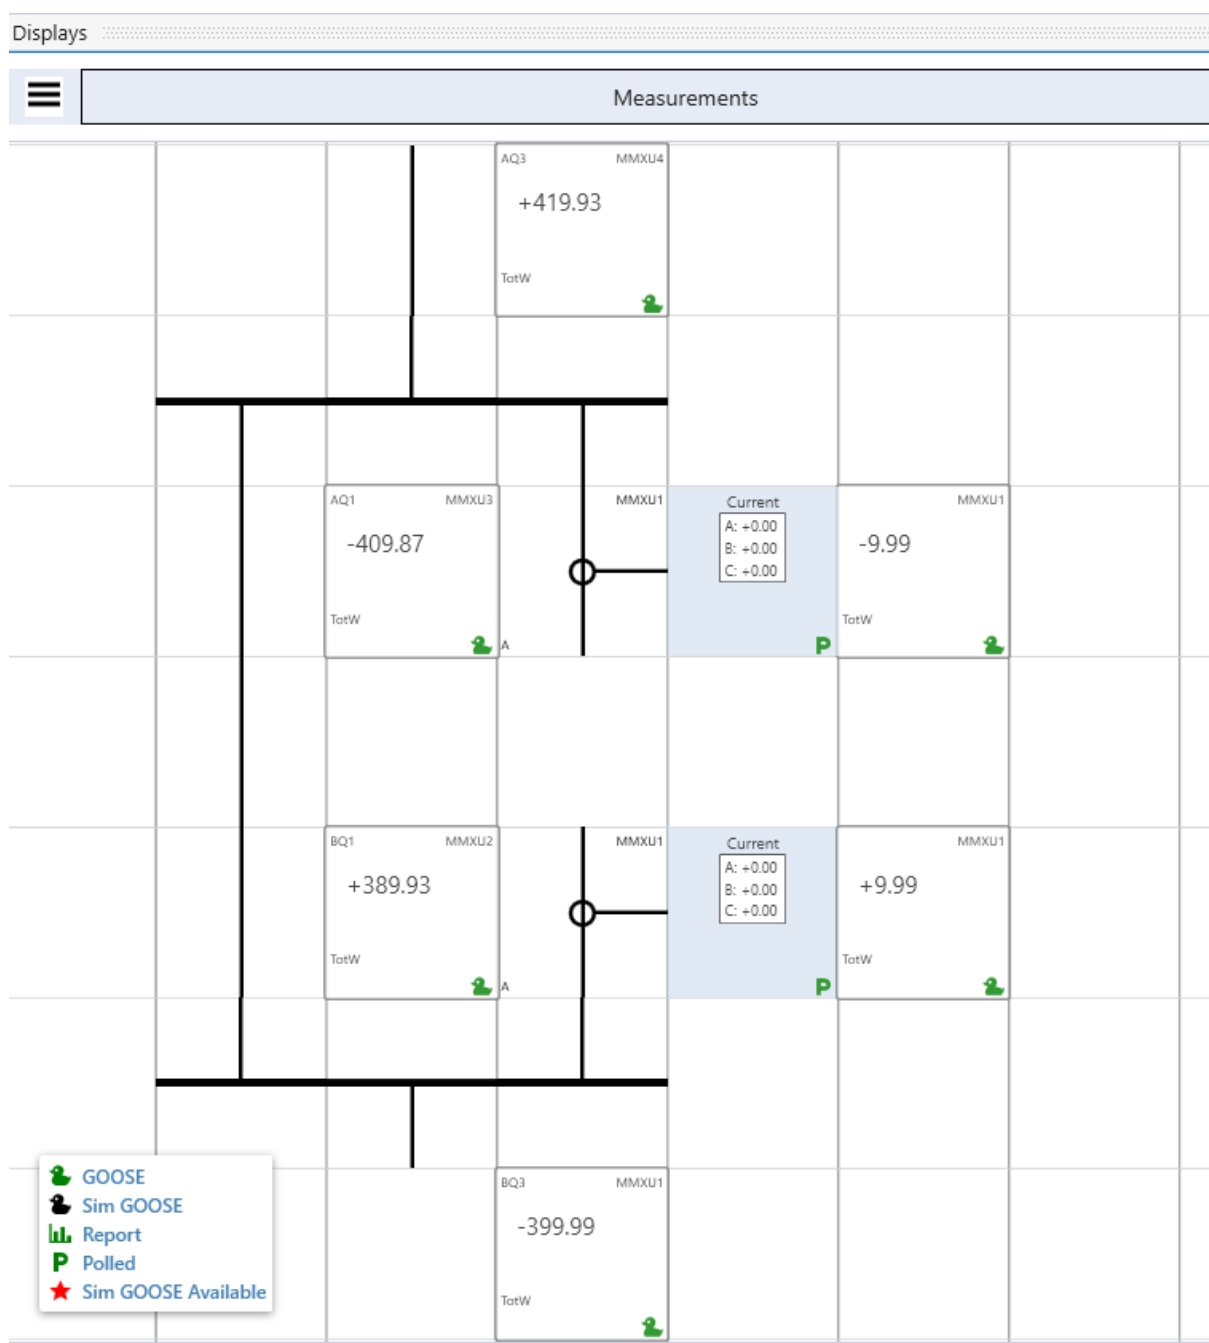 Displays
Measurements
AQ3 MMXU4
+419.93
TotW
AQ1 MMXU3
-409.87
TotW
MMXU1
A
Current
A: +0.00
B: +0.00
C: +0.00
P
MMXU1
-9.99
TotW
BQ1 MMXU2
+389.93
TotW
MMXU1
A
Current
A: +0.00
B: +0.00
C: +0.00
P
MMXU1
+9.99
TotW
BQ3 MMXU1
-399.99
TotW
GOOSE
Sim GOOSE
Report
P Polled
Sim GOOSE Available